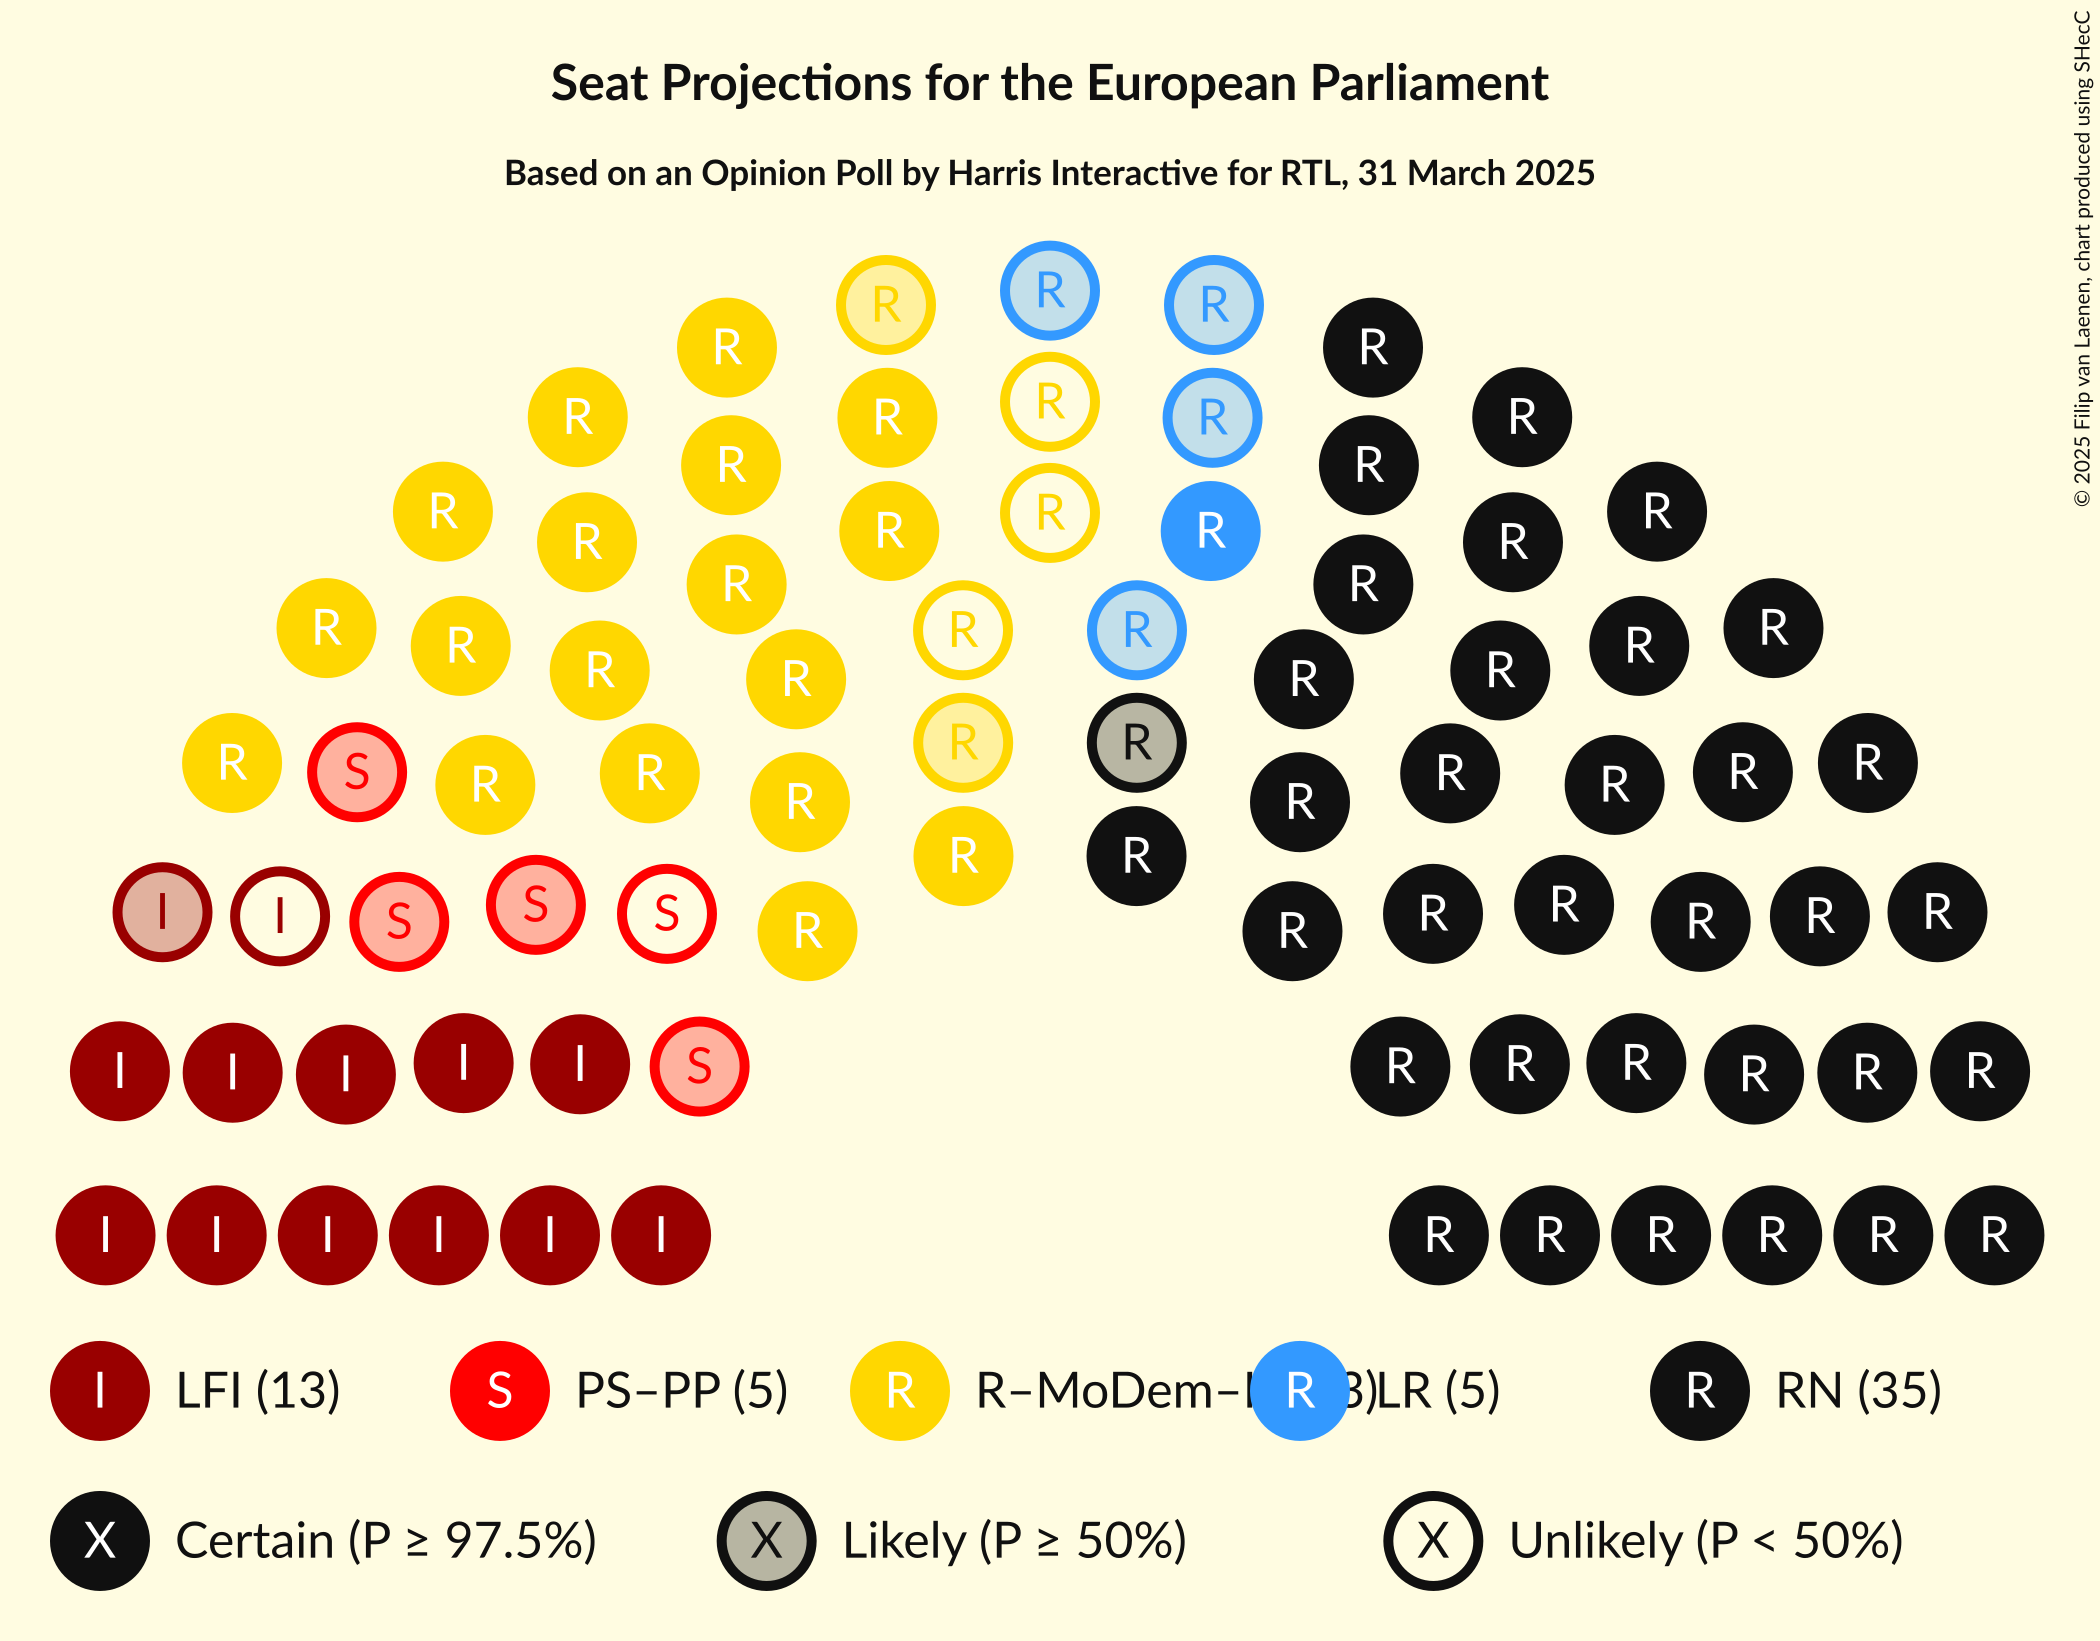 Seat Projections for the European Parliament
Based on an Opinion Poll by Harris Interactive for RTL, 31 March 2025
© 2025 Filip van Laenen, chart produced using SHecC
R R R
R R
R R R R R
R R
R R R R R
R R
R R
R R R R
R R
R R R R
R S R R R R R R R R R R
R R
I I S S S R R R R R R R
I I I I I S R R R R R R
I I I I I I R R R R R R
I LFI (13) S PS–PP (5) R R–MoDem– 3) R LR (5) R RN (35)
X Certain (P ≥ 97.5%) X Likely (P ≥ 50%) X Unlikely (P < 50%)